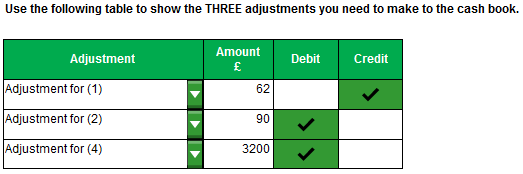 Use the following table to show the THREE adjustments you need to make to the cash book.
Adjustment Amount £ Debit Credit
Adjustment for (1) 62
Adjustment for (2) 90
Adjustment for (4) 3200